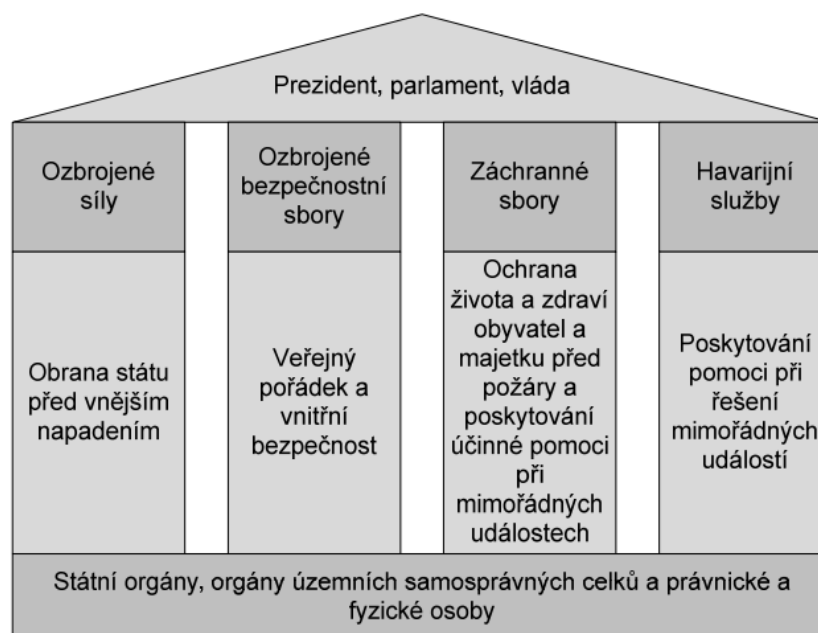 Prezident, parlament, vláda
Ozbrojené
síly
Ozbrojené
bezpečnostní
sbory
Záchranné
sbory
Havarijní
služby
Obrana státu
před vnějším
napadením
Veřejný
pořádek a
vnitřní
bezpečnost
Ochrana
života a zdraví
obyvatel a
majetku před
požáry a
poskytování
účinné pomoci
při
mimořádných
událostech
Poskytování
pomoci při
řešení
mimořádných
událostí
Státní orgány, orgány územních samosprávných celků a právnické a
fyzické osoby